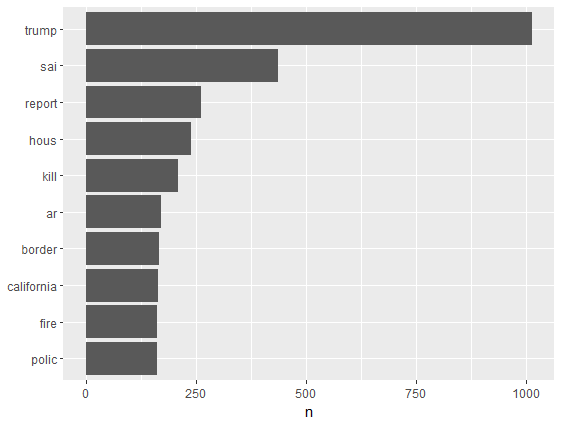 trump
sai
report
hous
kill
ar
border
california
fire
polic
0 250 500 750 1000
n